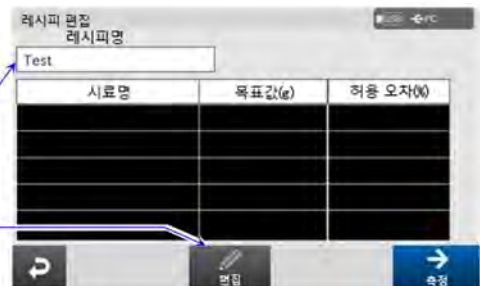 레시피 편집
USB PC
레시피명
Test
시료명 목표값(g) 허용 오차(%)
편집 측정